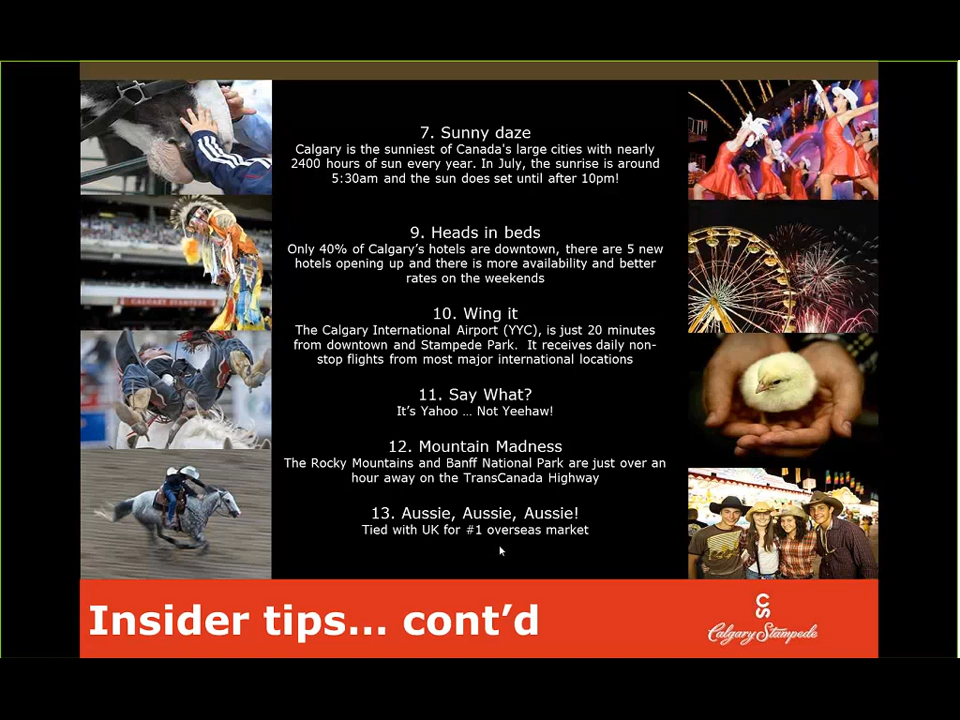 7. Sunny daze
Calgary is the sunniest of Canada's large cities with nearly
2400 hours of sun every year. In July, the sunrise is around
5:30am and the sun does set until after 10pm!
9. Heads in beds
Only 40% of Calgary's hotels are downtown, there are 5 new
hotels opening up and there is more availability and better
rates on the weekends
10. Wing it
The Calgary International Airport (YYC), is just 20 minutes
from downtown and Stampede Park. It receives daily non-
stop flights from most major international locations
11. Say What?
It's Yahoo ... Not Yeehaw!
12. Mountain Madness
The Rocky Mountains and Banff National Park are just over an
hour away on the TransCanada Highway
13. Aussie, Aussie, Aussie!
Tied with UK for #1 overseas market
CALGARY STAMPEDE
Insider tips... cont'd
CS
Calgary Stampede